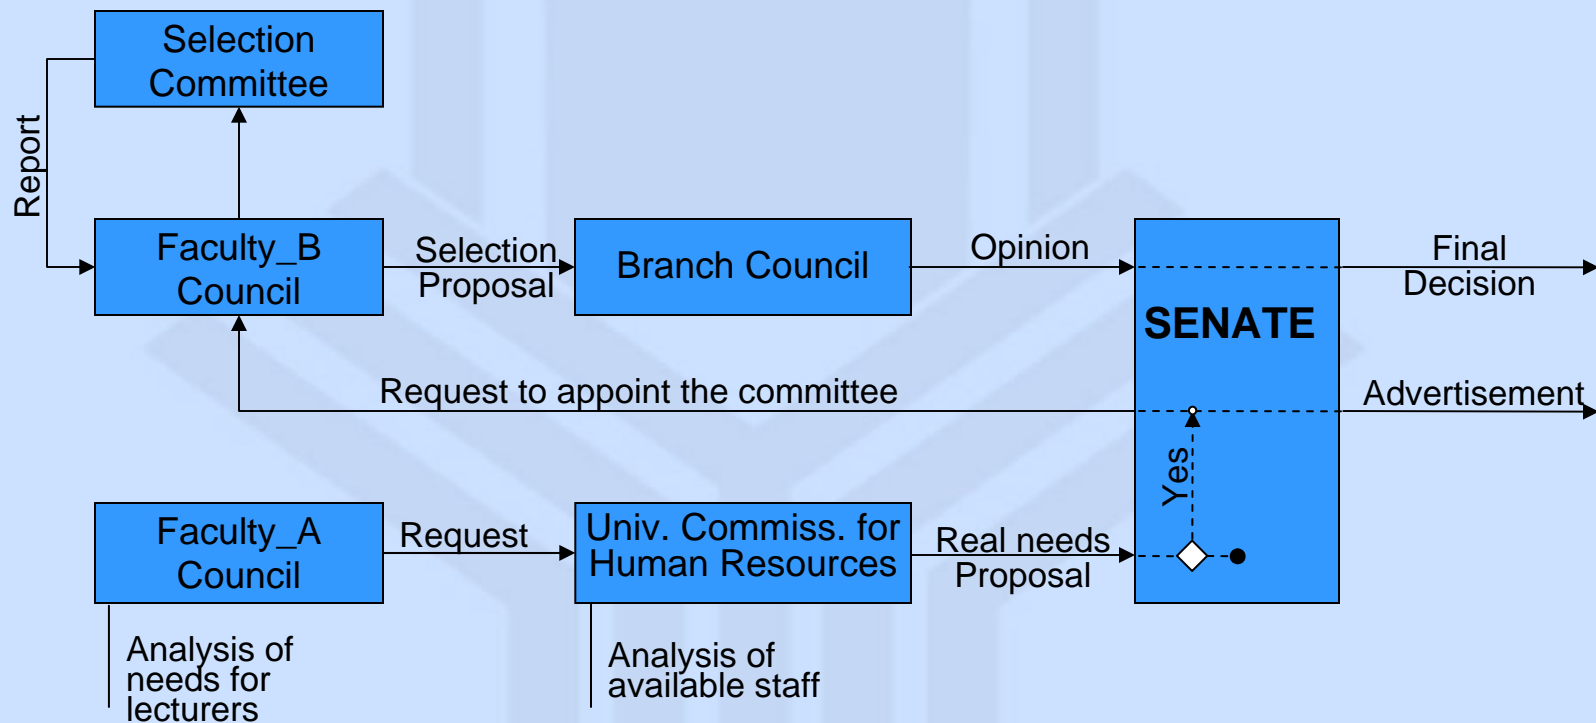 Selection
Committee
Report
Faculty_B
Council
Selection
Proposal
Branch Council
Opinion
SENATE
Final
Decision
Request to appoint the committee
Advertisement
Yes
Faculty_A
Council
Request
Univ. Commiss. for
Human Resources
Real needs
Proposal
Analysis of
needs for
lecturers
Analysis of
available staff